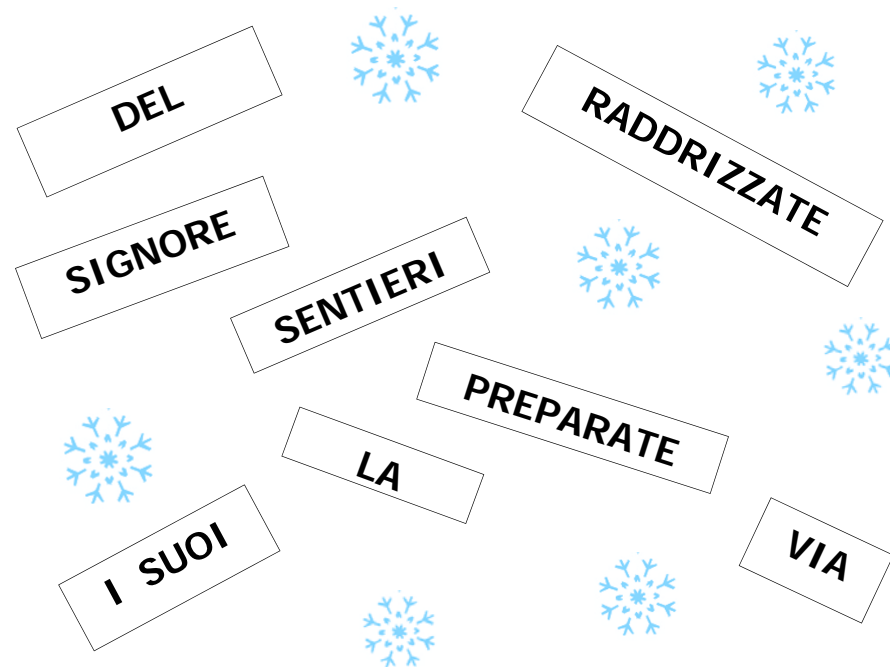 DEL
RADDRIZZATE
SIGNORE
SENTIERI
PREPARATE
LA
I SUOI
VIA